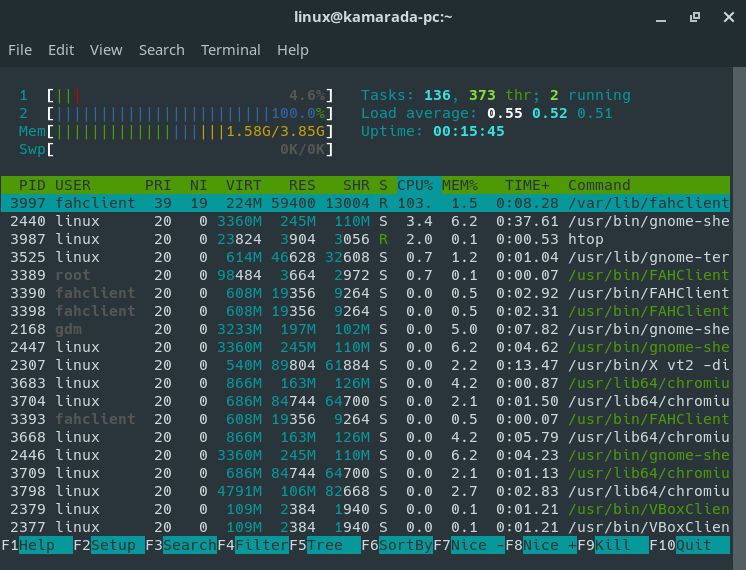 linux@kamarada-pc:~
File Edit View Search Terminal Help
1 [||| 4.6%] Tasks: 136, 373 thr; 2 running
2 [||||||||||||||||||||||||100.0%] Load average: 0.55 0.52 0.51
Mem[|||||||||||||||||||1.58G/3.85G] Uptime: 00:15:45
Swp[ 0K/0K]
PID USER PRI NI VIRT RES SHR S CPU% MEM% TIME+ Command
3997 fahclient 39 19 224M 59400 13004 R 103. 1.5 0:08.28 /var/lib/fahclient
2440 linux 20 0 3360M 245M 110M S 3.4 6.2 0:37.61 /usr/bin/gnome-she
3987 linux 20 0 23824 3904 3056 R 2.0 0.1 0:00.53 htop
3525 linux 20 0 614M 46628 32608 S 0.7 1.2 0:01.04 /usr/lib/gnome-ter
3389 root 20 0 98484 3664 2972 S 0.7 0.1 0:00.07 /usr/bin/FAHClient
3390 fahclient 20 0 608M 19356 9264 S 0.0 0.5 0:02.92 /usr/bin/FAHClient
3398 fahclient 20 0 608M 19356 9264 S 0.0 0.5 0:02.31 /usr/bin/FAHClient
2168 gdm 20 0 3233M 197M 102M S 0.0 5.0 0:07.82 /usr/bin/gnome-she
2447 linux 20 0 3360M 245M 110M S 0.0 6.2 0:04.62 /usr/bin/gnome-she
2307 linux 20 0 540M 89804 61884 S 0.0 2.2 0:13.47 /usr/bin/X vt2 -di
3683 linux 20 0 866M 163M 126M S 0.0 4.2 0:00.87 /usr/lib64/chromiu
3704 linux 20 0 686M 84744 64700 S 0.0 2.1 0:01.50 /usr/lib64/chromiu
3393 fahclient 20 0 608M 19356 9264 S 0.0 0.5 0:00.07 /usr/bin/FAHClient
3668 linux 20 0 866M 163M 126M S 0.0 4.2 0:05.79 /usr/lib64/chromiu
2446 linux 20 0 3360M 245M 110M S 0.0 6.2 0:04.23 /usr/bin/gnome-she
3709 linux 20 0 686M 84744 64700 S 0.0 2.1 0:01.13 /usr/lib64/chromiu
3798 linux 20 0 4791M 106M 82668 S 0.0 2.7 0:02.83 /usr/lib64/chromiu
2379 linux 20 0 109M 2384 1940 S 0.0 0.1 0:01.21 /usr/bin/VBoxClien
2377 linux 20 0 109M 2384 1940 S 0.0 0.1 0:01.21 /usr/bin/VBoxClien
F1Help F2Setup F3SearchF4FilterF5Tree F6SortByF7Nice -F8Nice +F9Kill F10Quit